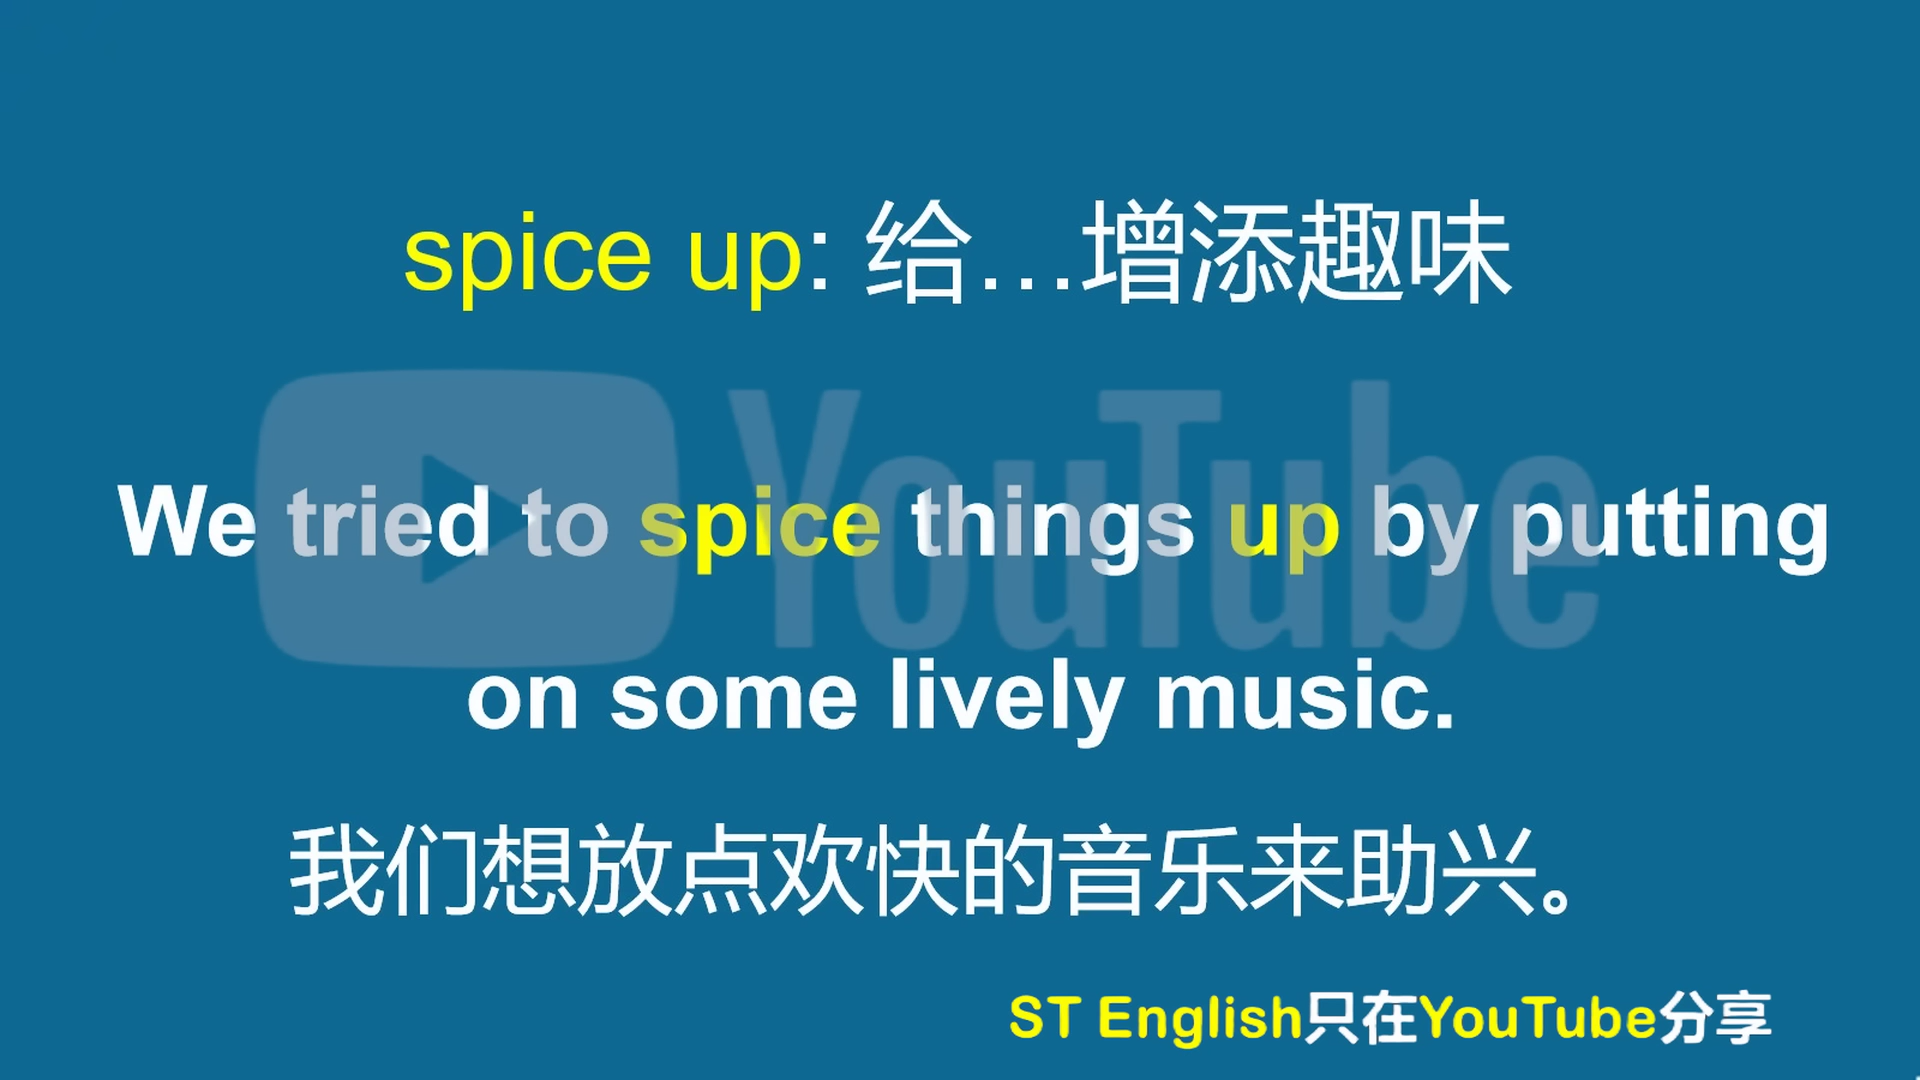 spice up: 给…增添趣味
YouTube
We tried to spice things up by putting
on some lively music.
我们想放点欢快的音乐来助兴。
ST English只在YouTube分享